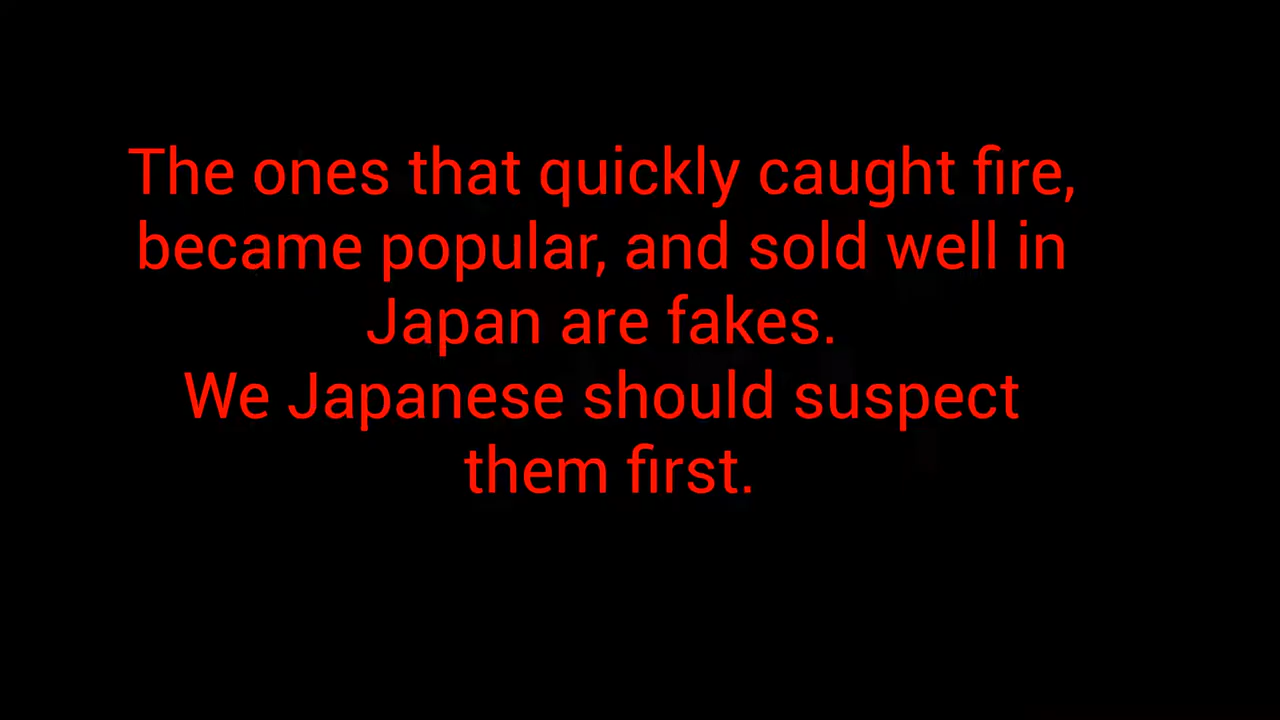 The ones that quickly caught fire,
became popular, and sold well in
Japan are fakes.
We Japanese should suspect
them first.